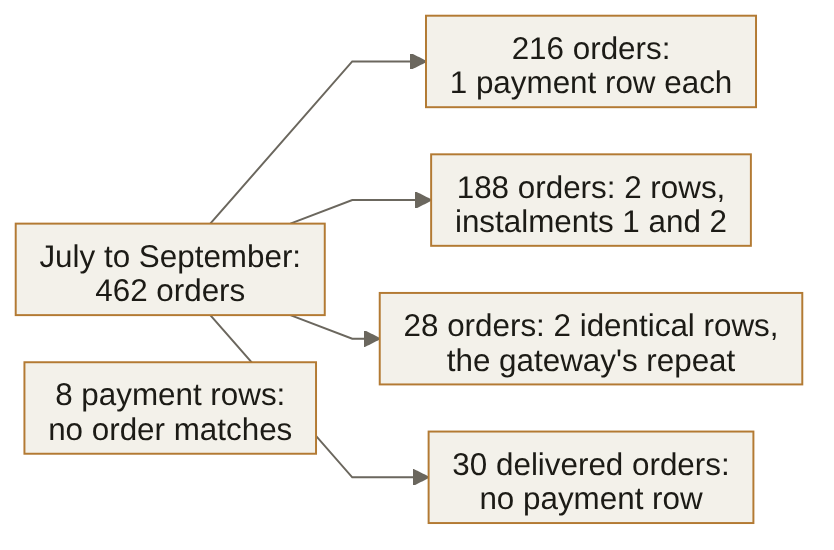 July to September:
462 orders
8 payment rows:
no order matches
216 orders:
1 payment row each
188 orders: 2 rows,
instalments 1 and 2
28 orders: 2 identical rows,
the gateway's repeat
30 delivered orders:
no payment row